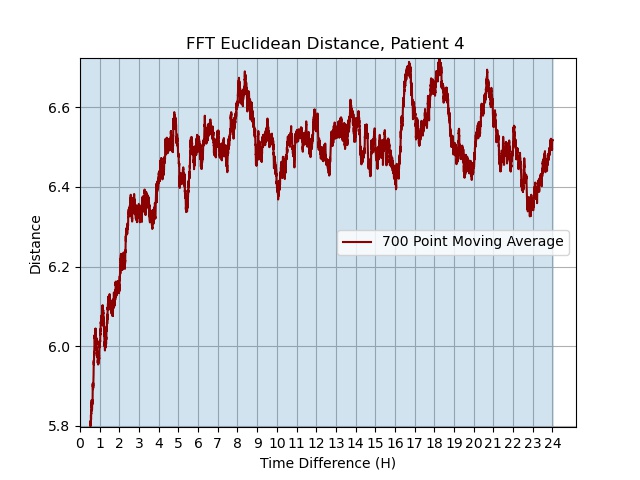 FFT Euclidean Distance, Patient 4
6.6
6.4
6.2
6.0
5.8
Distance
700 Point Moving Average
0 1 2 3 4 5 6 7 8 9 10 11 12 13 14 15 16 17 18 19 20 21 22 23 24
Time Difference (H)